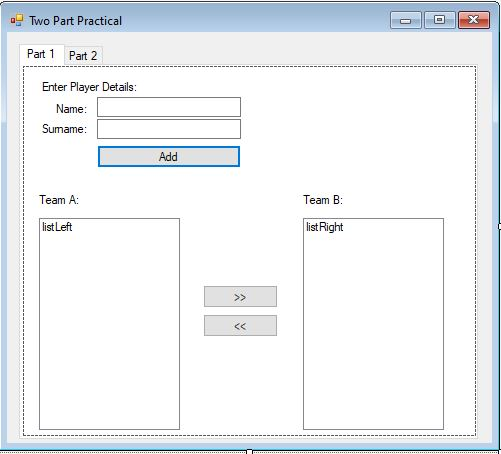 Two Part Practical
Part 1 Part 2
Enter Player Details:
Name:
Surname:
Add
Team A: Team B:
listLeft listRight
>>
<<